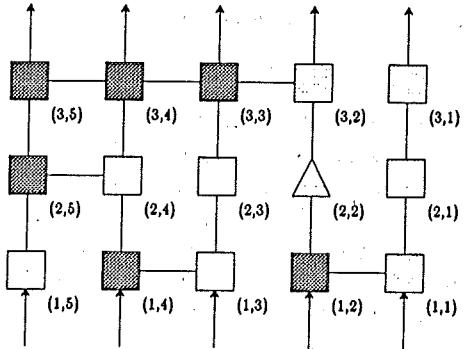 (3,5) (3,4) (3,3) (3,2) (3,1)
(2,5) (2,4) (2,3) (2,2) (2,1)
(1,5) (1,4) (1,3) (1,2) (1,1)